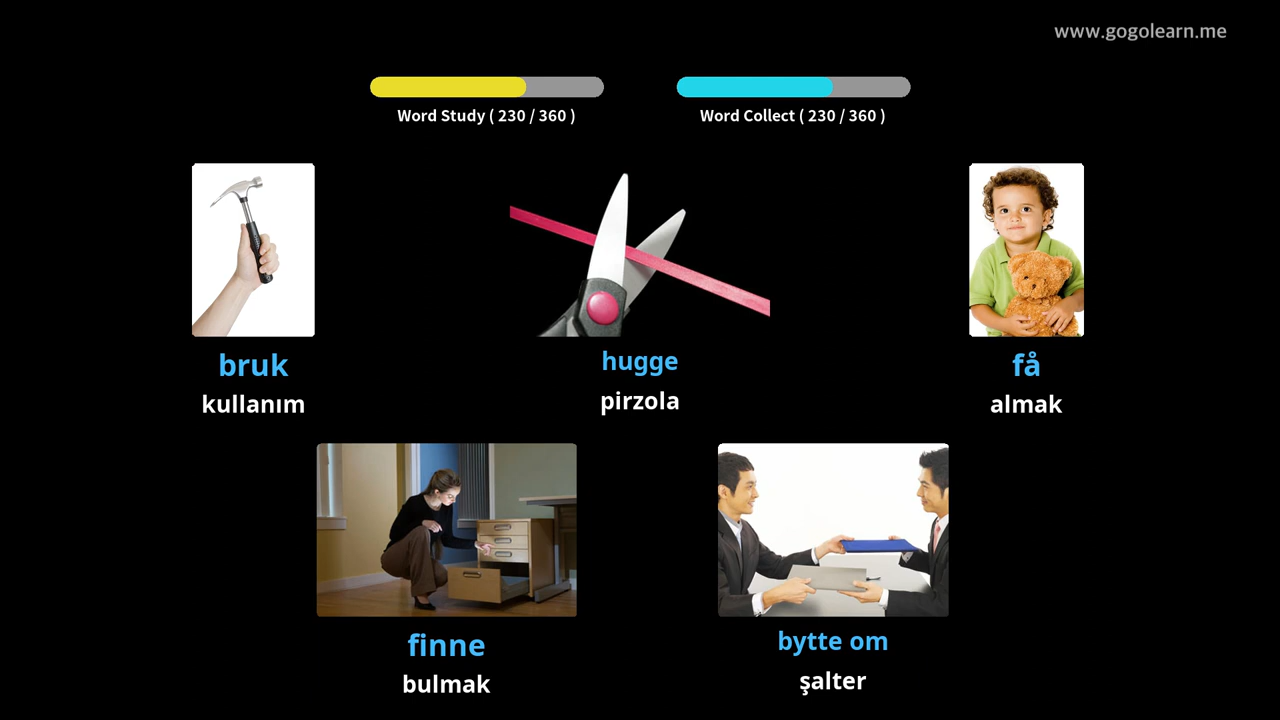 www.gogolearn.me
Word Study ( 230 / 360 )
Word Collect ( 230 / 360 )
bruk
kullanım
hugge
pirzola
få
almak
finne
bulmak
bytte om
şalter